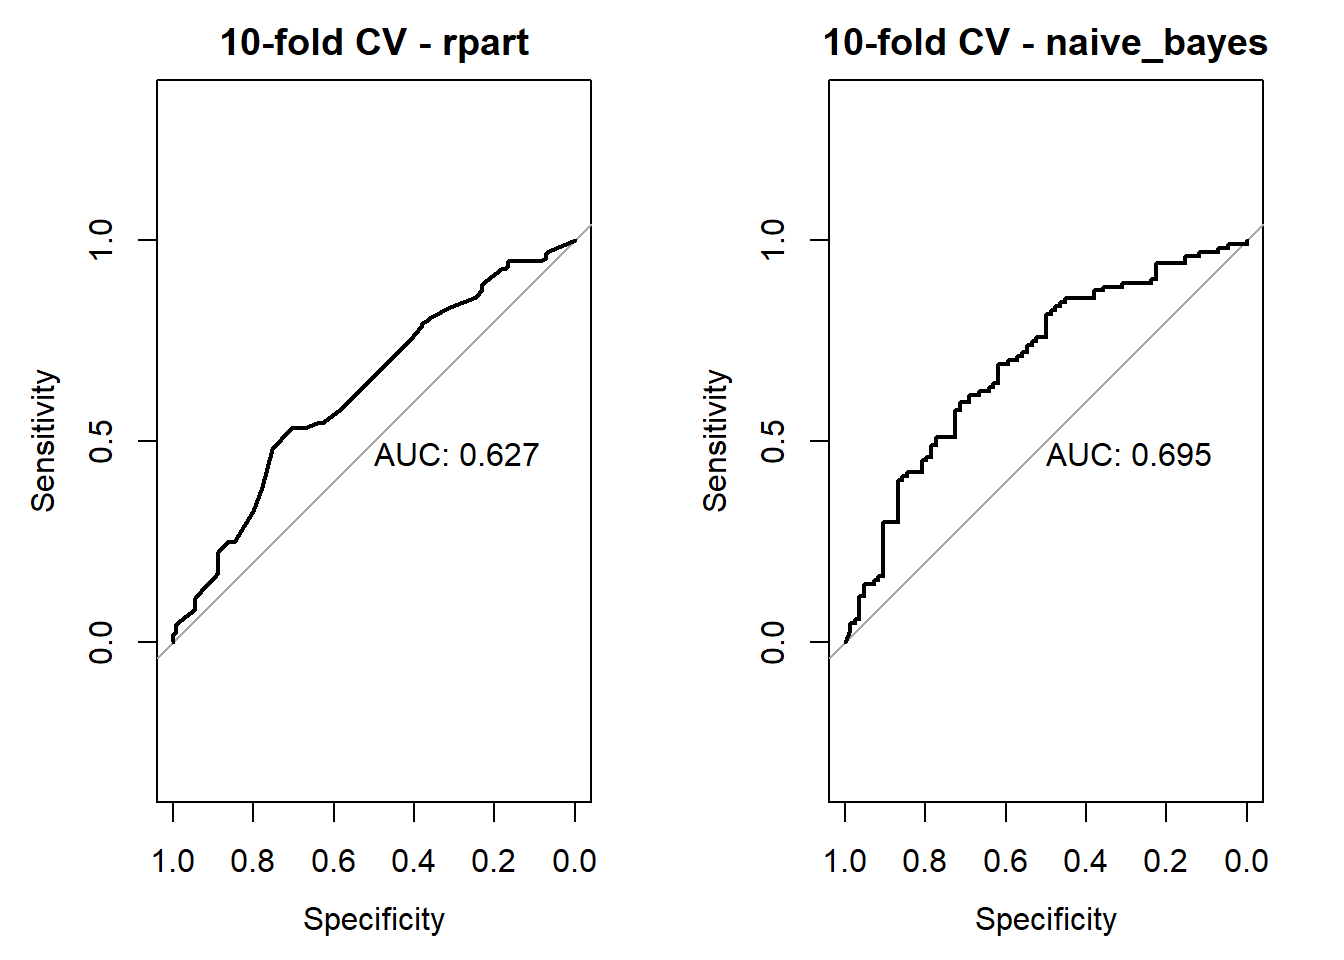 10-fold CV - rpart
Sensitivity
1.0
0.5
0.0
AUC: 0.627
1.0 0.8 0.6 0.4 0.2 0.0
Specificity
10-fold CV - naive_bayes
Sensitivity
1.0
0.5
0.0
AUC: 0.695
1.0 0.8 0.6 0.4 0.2 0.0
Specificity